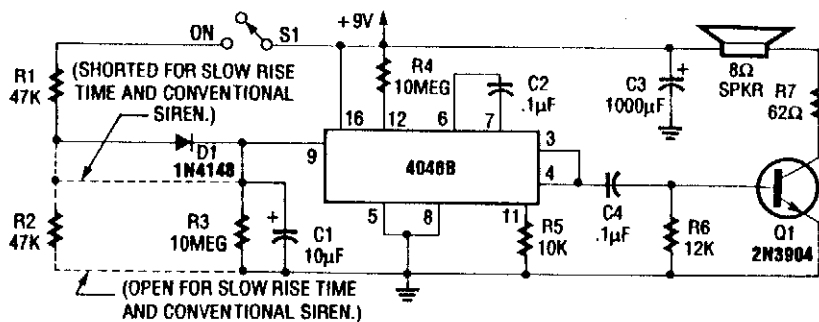 +9V
ON
S1
R1
47K
(SHORTED FOR SLOW RISE
TIME AND CONVENTIONAL
SIREN.)
R4
10MEG
C2
.1µF
C3
1000µF
8Ω
SPKR
R7
62Ω
16
12
6
7
D1
1N4148
9
4046B
3
4
R2
47K
R3
10MEG
C1
10µF
5
8
11
R5
10K
C4
.1µF
R6
12K
Q1
2N3904
(OPEN FOR SLOW RISE TIME
AND CONVENTIONAL SIREN.)